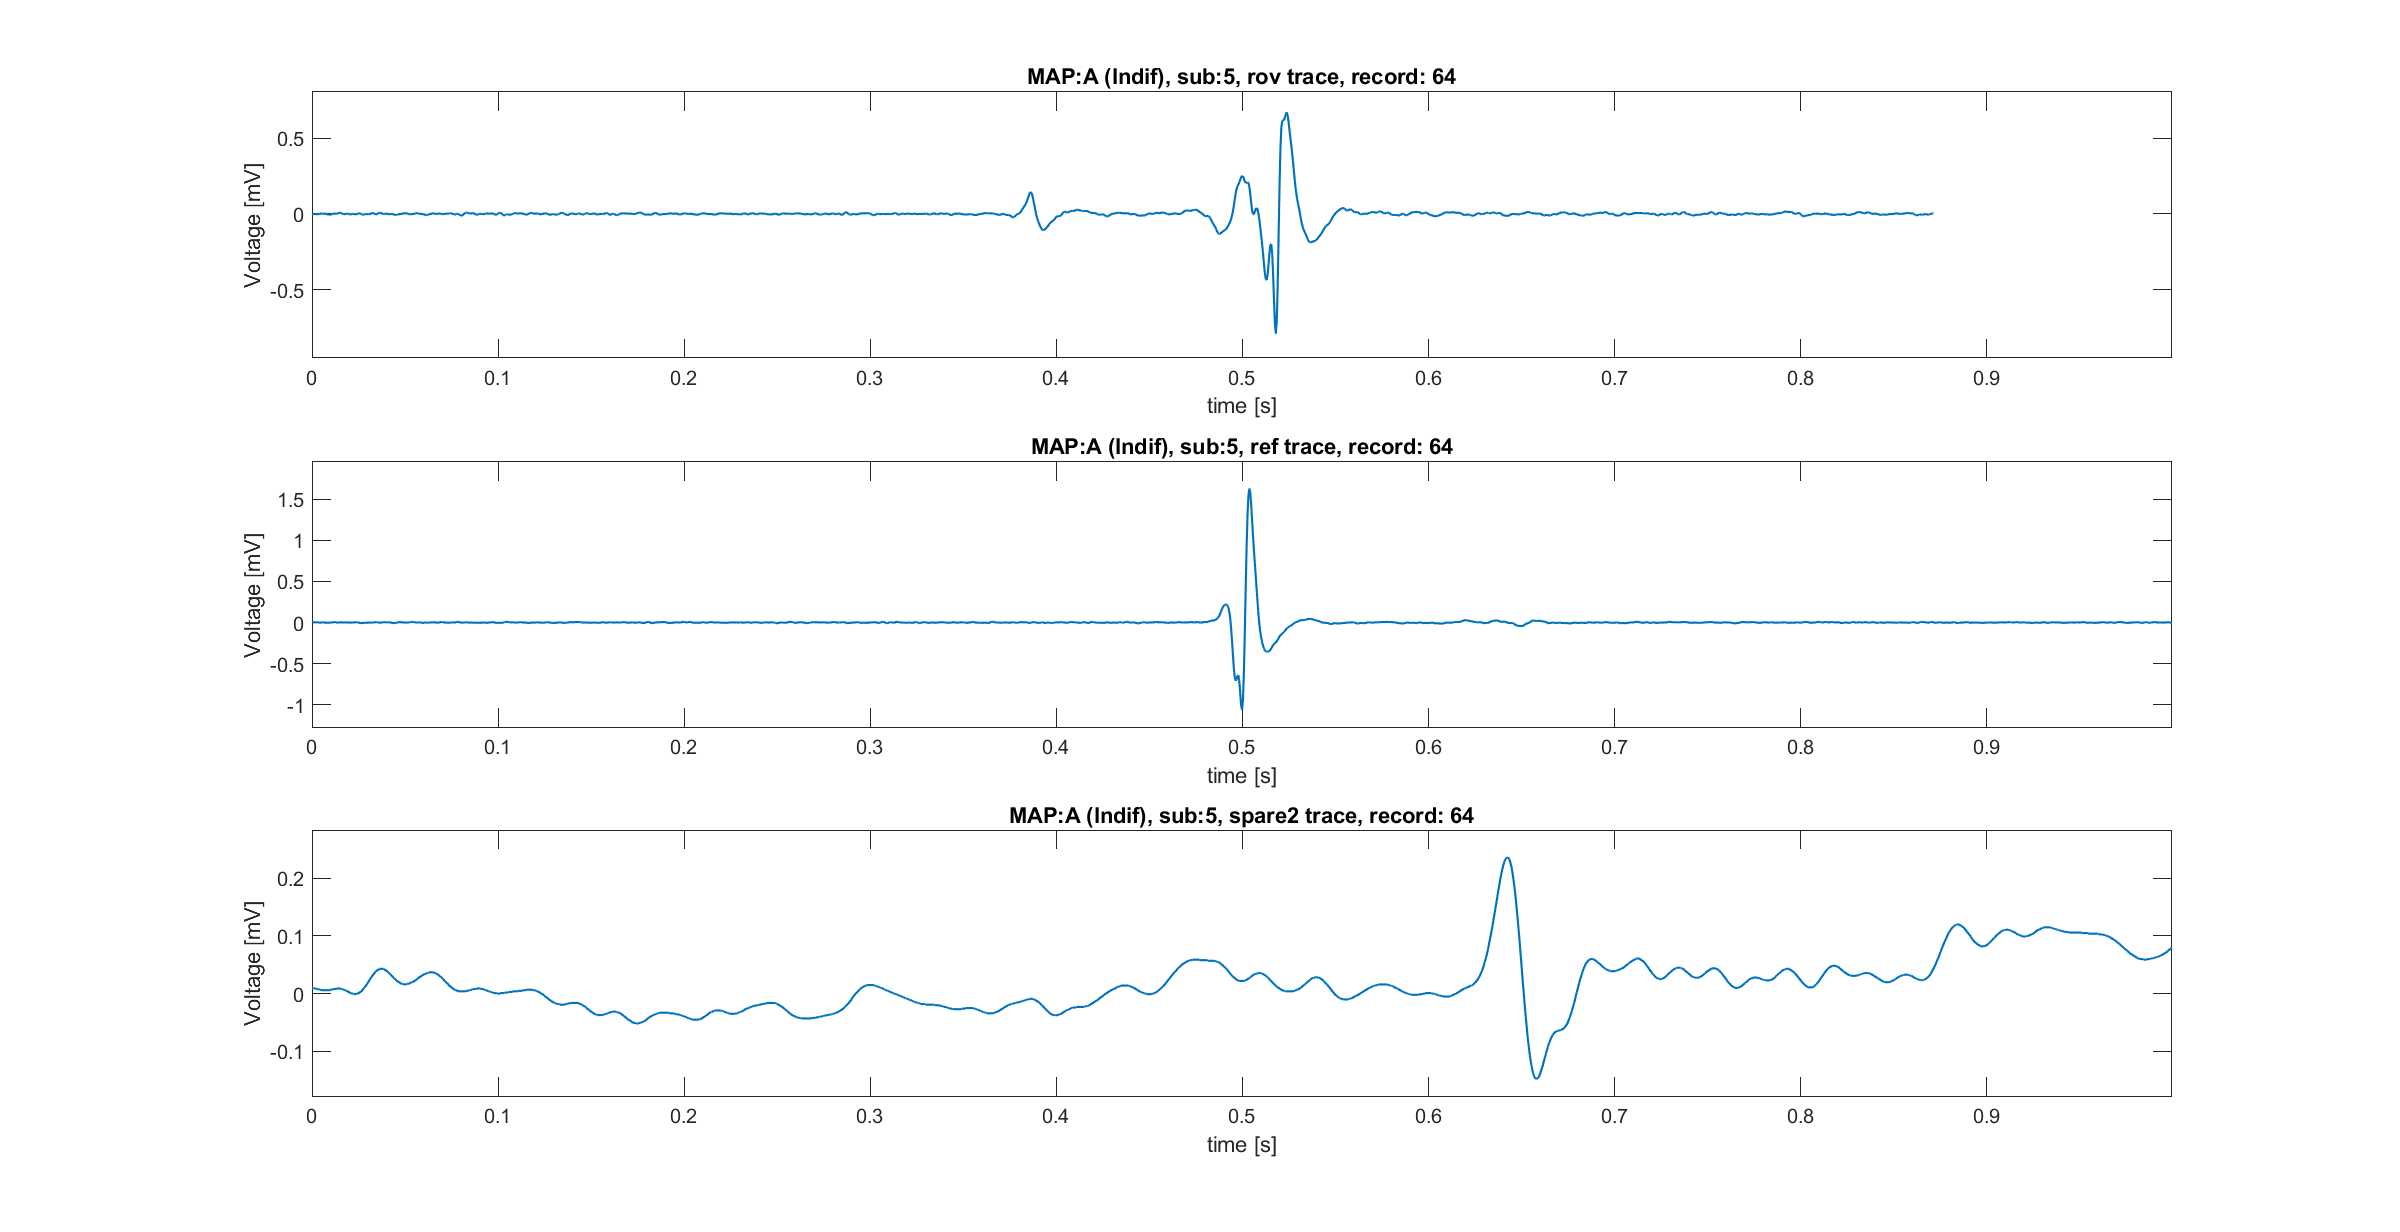 MAP:A (Indif), sub:5, rov trace, record: 64
Voltage [mV]
0.5
0
-0.5
0 0.1 0.2 0.3 0.4 0.5 0.6 0.7 0.8 0.9
time [s]
MAP:A (Indif), sub:5, ref trace, record: 64
Voltage [mV]
1.5
1
0.5
0
-0.5
-1
0 0.1 0.2 0.3 0.4 0.5 0.6 0.7 0.8 0.9
time [s]
MAP:A (Indif), sub:5, spare2 trace, record: 64
Voltage [mV]
0.2
0.1
0
-0.1
0 0.1 0.2 0.3 0.4 0.5 0.6 0.7 0.8 0.9
time [s]